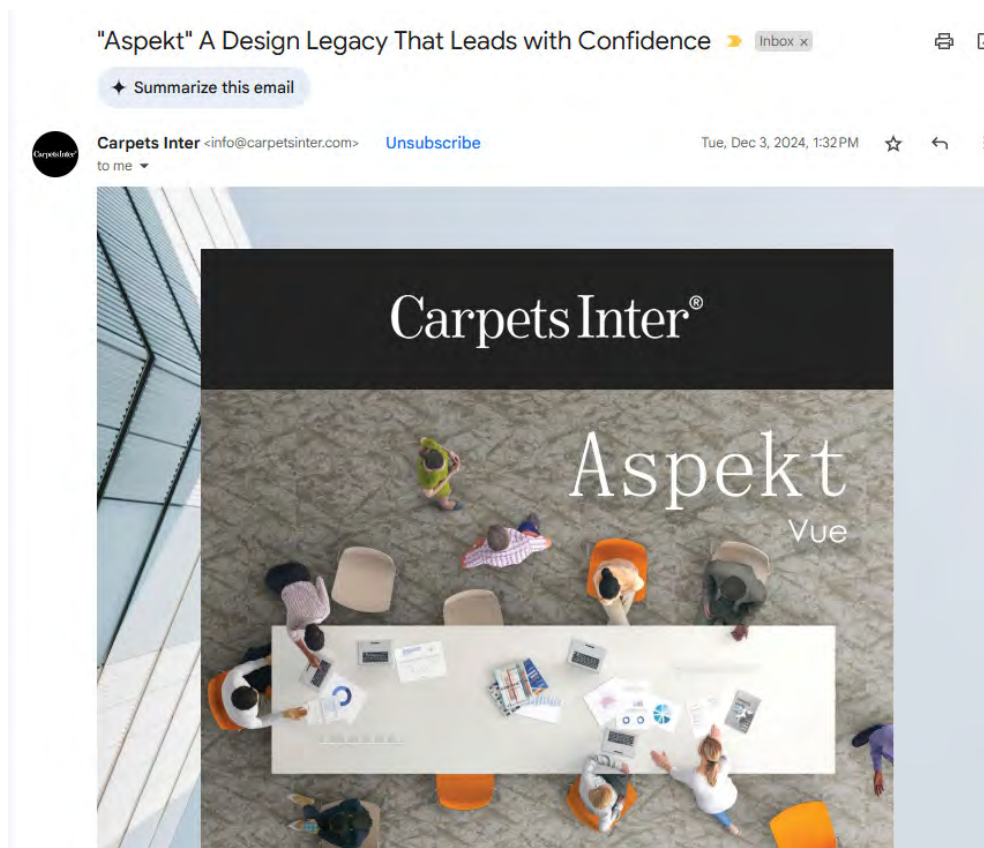 "Aspekt" A Design Legacy That Leads with Confidence Inbox x
Summarize this email
Carpets Inter <info@carpetsinter.com> Unsubscribe Tue, Dec 3, 2024, 1:32 PM
to me
CarpetsInter
Carpets Inter®
Aspekt
Vue